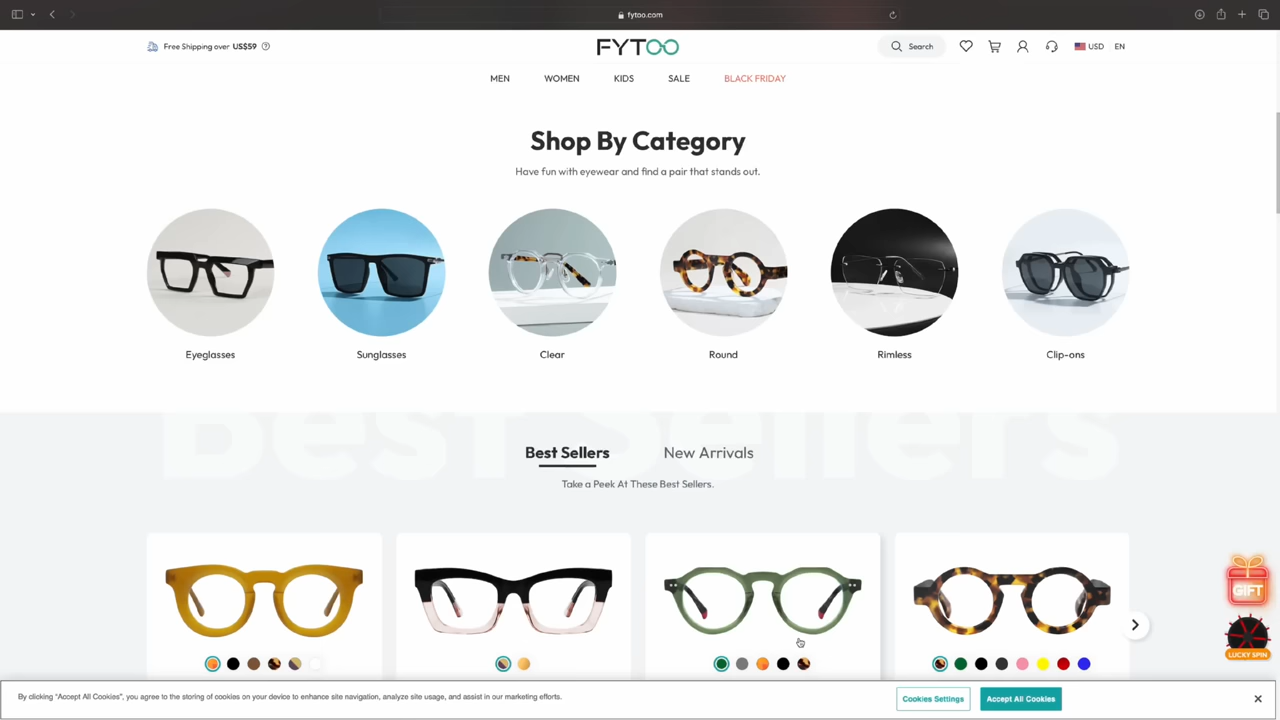 fytoo.com
Free Shipping over US$59
FYTOO
Search
USD
EN
MEN
WOMEN
KIDS
SALE
BLACK FRIDAY
Shop By Category
Have fun with eyewear and find a pair that stands out.
Eyeglasses
Sunglasses
Clear
Round
Rimless
Clip-ons
Best Sellers
Best Sellers
New Arrivals
Take a Peek At These Best Sellers.
GIFT
LUCKY SPIN
By clicking "Accept All Cookies", you agree to the storing of cookies on your device to enhance site navigation, analyze site usage, and assist in our marketing efforts.
Cookies Settings
Accept All Cookies